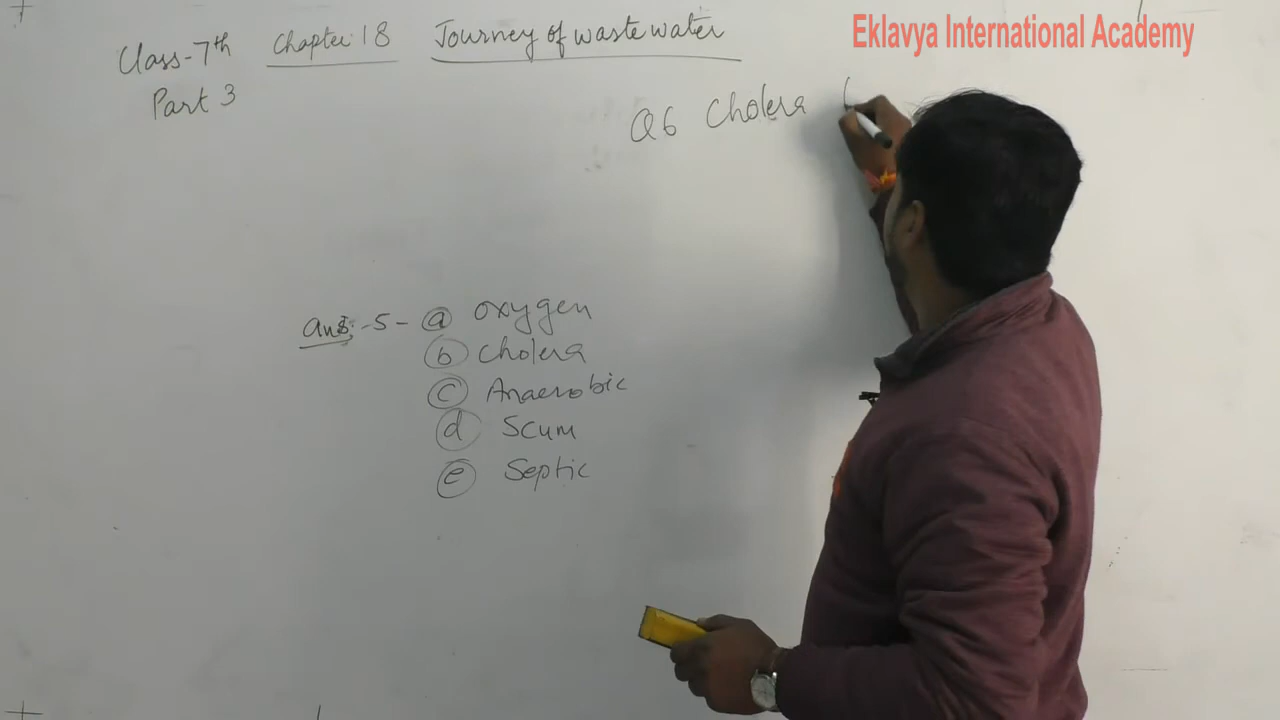 Eklavya International Academy
Class-7th Chapter 18 Journey of waste water
Part 3
Q6 Cholera (
Ans:-5- a oxygen
b Cholera
c Anaerobic
d Scum
e Septic